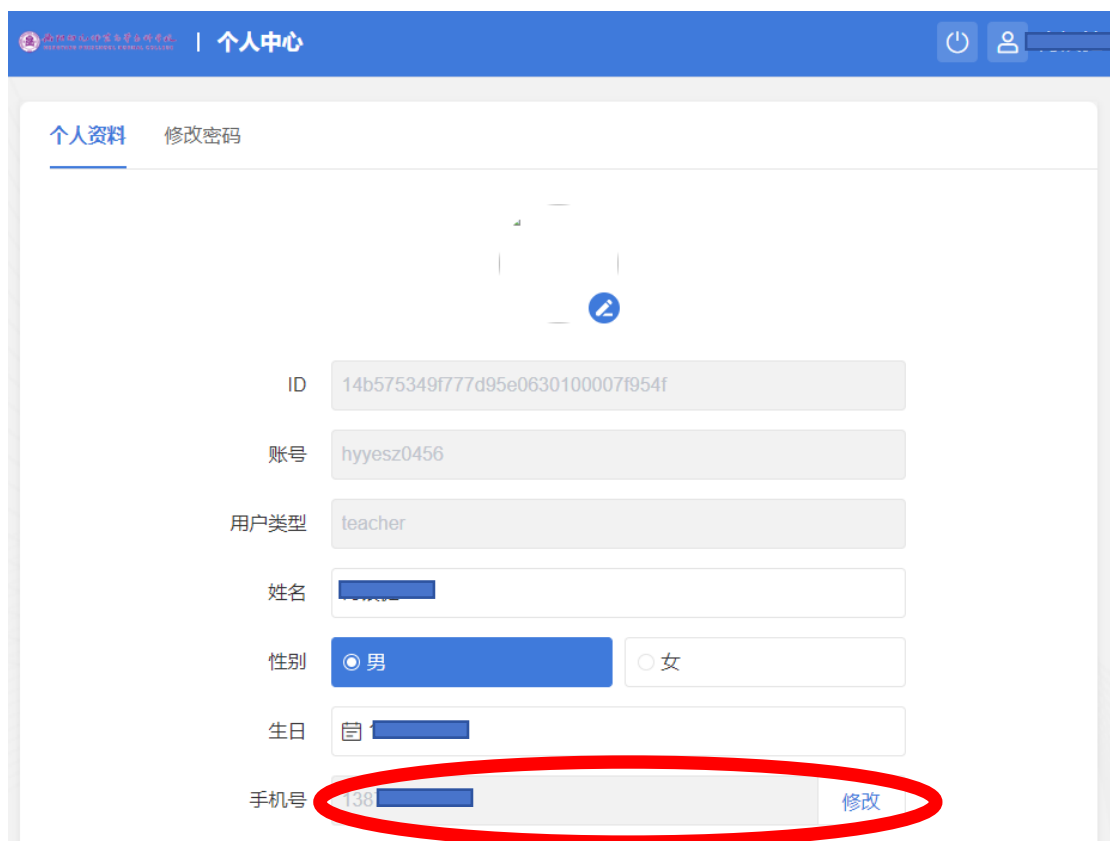 | 个人中心
个人资料 修改密码
ID 14b575349f777d95e0630100007f954f
账号 hyyesz0456
用户类型 teacher
姓名
性别 男 女
生日
手机号 138 修改